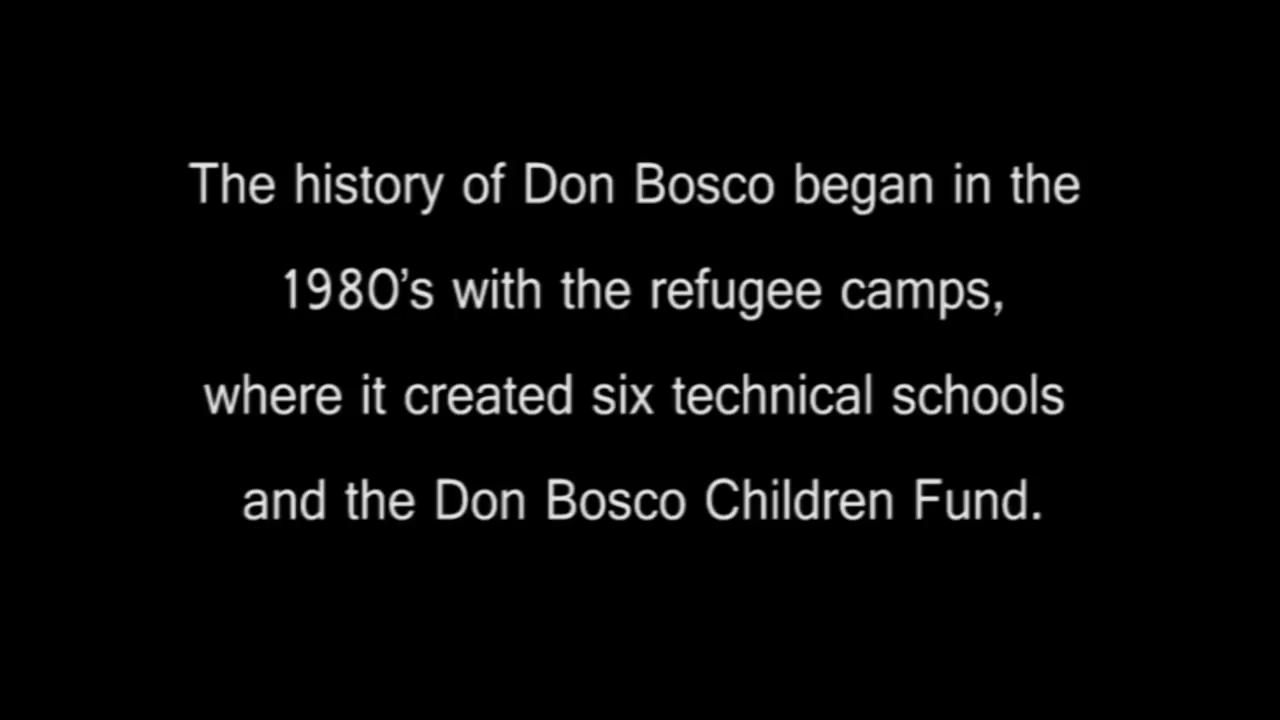 The history of Don Bosco began in the
1980's with the refugee camps,
where it created six technical schools
and the Don Bosco Children Fund.